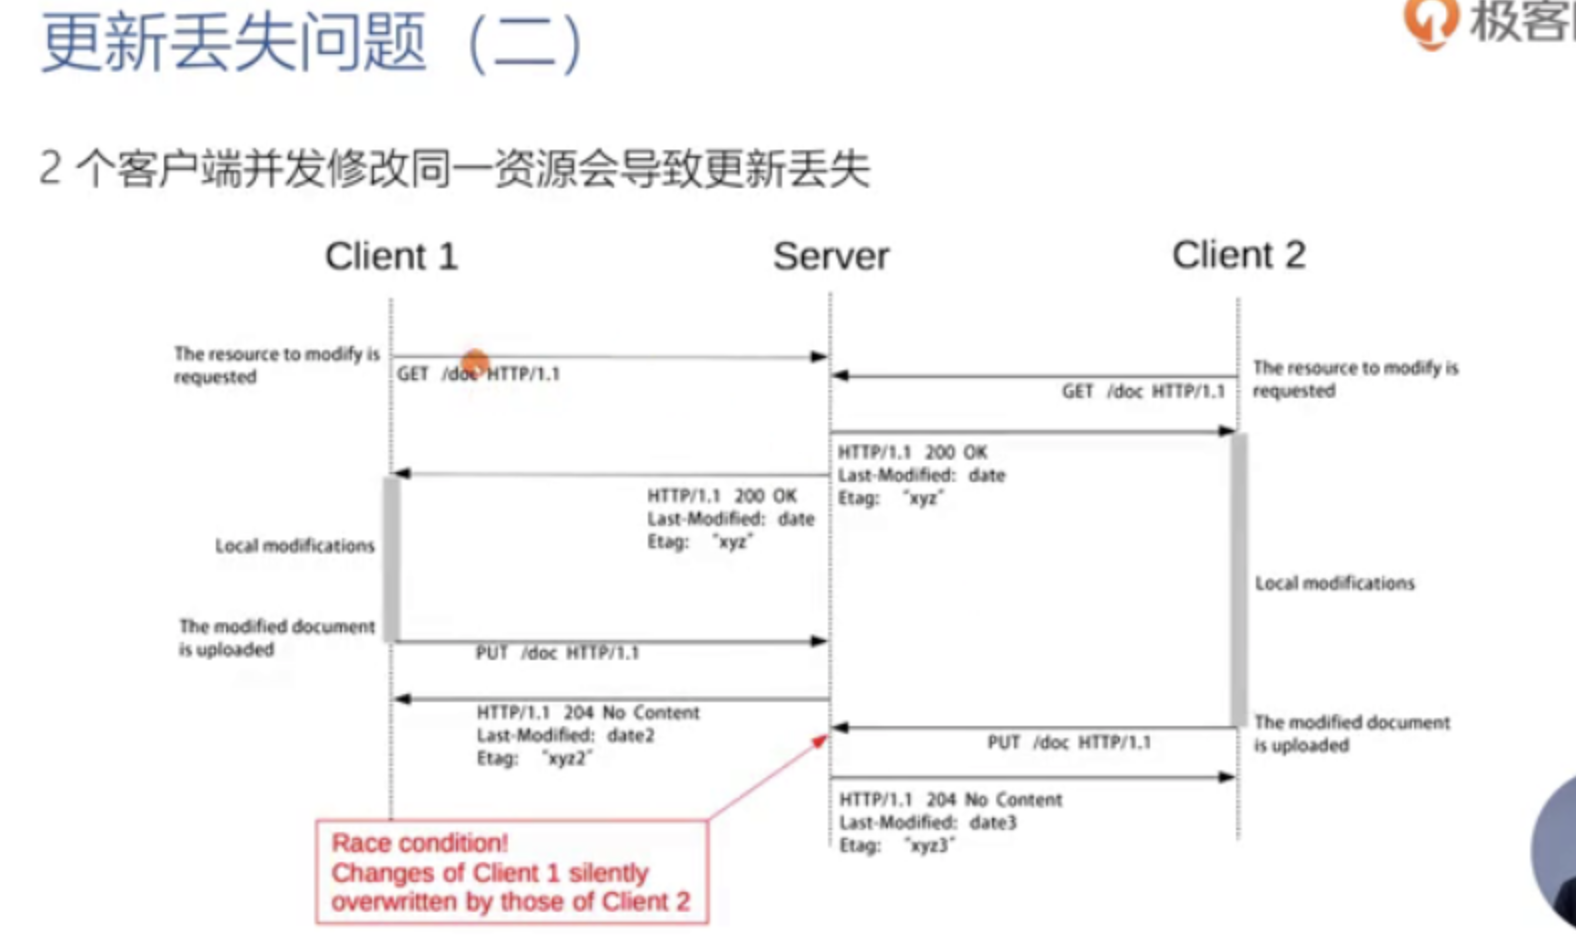 更新丢失问题（二）
极客
2 个客户端并发修改同一资源会导致更新丢失
Client 1
Server
Client 2
The resource to modify is
requested
GET /doc HTTP/1.1
The resource to modify is
requested
GET /doc HTTP/1.1
HTTP/1.1 200 OK
Last-Modified: date
Etag: "xyz"
HTTP/1.1 200 OK
Last-Modified: date
Etag: "xyz"
Local modifications
Local modifications
The modified document
is uploaded
PUT /doc HTTP/1.1
HTTP/1.1 204 No Content
Last-Modified: date2
Etag: "xyz2"
The modified document
is uploaded
PUT /doc HTTP/1.1
HTTP/1.1 204 No Content
Last-Modified: date3
Etag: "xyz3"
Race condition!
Changes of Client 1 silently
overwritten by those of Client 2